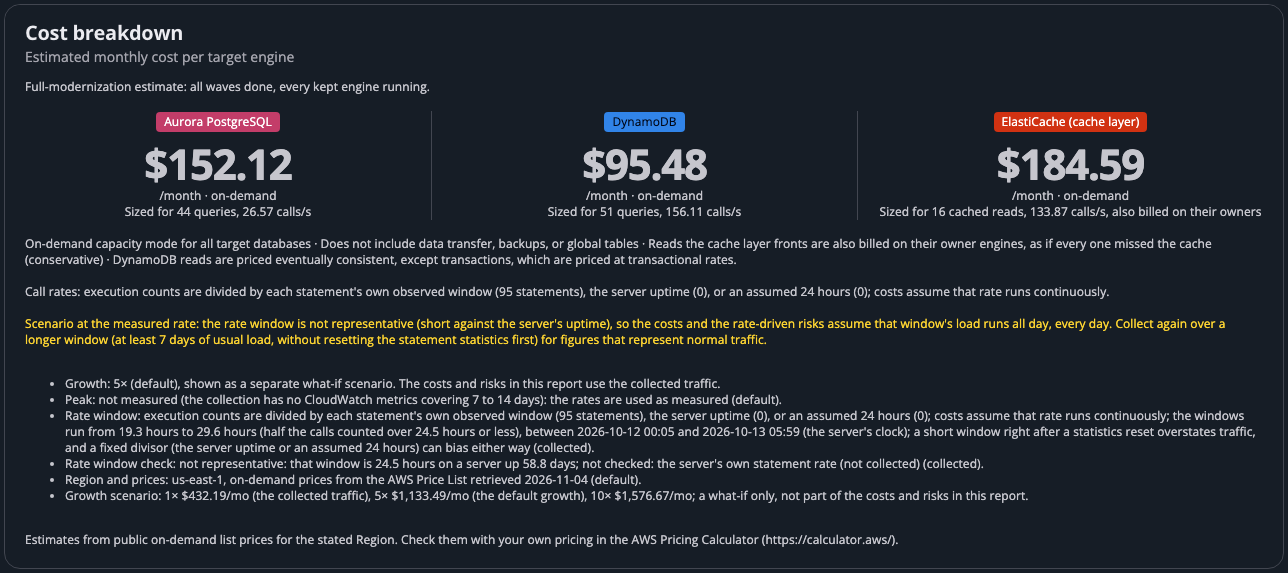 Cost breakdown
Estimated monthly cost per target engine
Full-modernization estimate: all waves done, every kept engine running.
Aurora PostgreSQL
$152.12
/month · on-demand
Sized for 44 queries, 26.57 calls/s
DynamoDB
$95.48
/month · on-demand
Sized for 51 queries, 156.11 calls/s
ElastiCache (cache layer)
$184.59
/month · on-demand
Sized for 16 cached reads, 133.87 calls/s, also billed on their owners
On-demand capacity mode for all target databases · Does not include data transfer, backups, or global tables · Reads the cache layer fronts are also billed on their owner engines, as if every one missed the cache
(conservative) · DynamoDB reads are priced eventually consistent, except transactions, which are priced at transactional rates.
Call rates: execution counts are divided by each statement's own observed window (95 statements), the server uptime (0), or an assumed 24 hours (0); costs assume that rate runs continuously.
Scenario at the measured rate: the rate window is not representative (short against the server's uptime), so the costs and the rate-driven risks assume that window's load runs all day, every day. Collect again over a
longer window (at least 7 days of usual load, without resetting the statement statistics first) for figures that represent normal traffic.
• Growth: 5× (default), shown as a separate what-if scenario. The costs and risks in this report use the collected traffic.
• Peak: not measured (the collection has no CloudWatch metrics covering 7 to 14 days): the rates are used as measured (default).
• Rate window: execution counts are divided by each statement's own observed window (95 statements), the server uptime (0), or an assumed 24 hours (0); costs assume that rate runs continuously; the windows
run from 19.3 hours to 29.6 hours (half the calls counted over 24.5 hours or less), between 2026-10-12 00:05 and 2026-10-13 05:59 (the server's clock); a short window right after a statistics reset overstates traffic,
and a fixed divisor (the server uptime or an assumed 24 hours) can bias either way (collected).
• Rate window check: not representative: that window is 24.5 hours on a server up 58.8 days; not checked: the server's own statement rate (not collected) (collected).
• Region and prices: us-east-1, on-demand prices from the AWS Price List retrieved 2026-11-04 (default).
• Growth scenario: 1× $432.19/mo (the collected traffic), 5× $1,133.49/mo (the default growth), 10× $1,576.67/mo; a what-if only, not part of the costs and risks in this report.
Estimates from public on-demand list prices for the stated Region. Check them with your own pricing in the AWS Pricing Calculator (https://calculator.aws/).